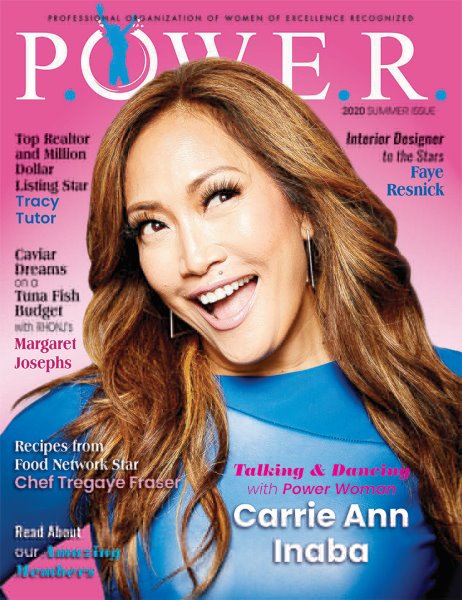 PROFESSIONAL ORGANIZATION OF WOMEN OF EXCELLENCE RECOGNIZED
P.O.W.E.R.
2020 SUMMER ISSUE
Top Realtor
and Million
Dollar
Listing Star
Tracy
Tutor
Interior Designer
to the Stars
Faye
Resnick
Caviar
Dreams
on a
Tuna Fish
Budget
with RHONJ's
Margaret
Josephs
Recipes from
Food Network Star
Chef Tregaye Fraser
Talking & Dancing
with Power Woman
Carrie Ann
Inaba
Read About
our Amazing
Members